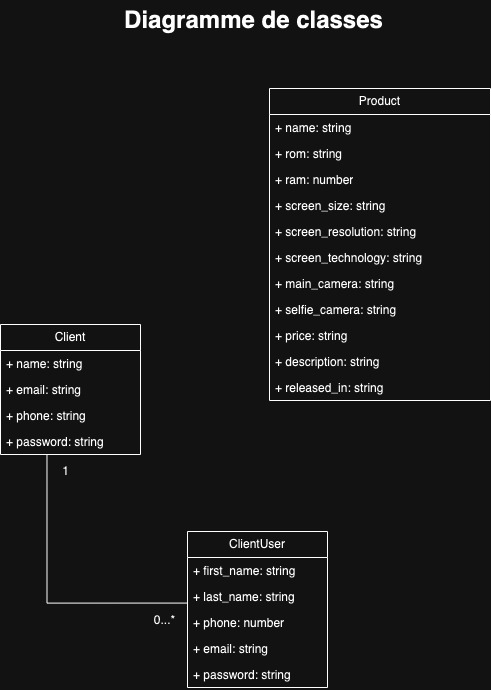 Diagramme de classes
Product
+ name: string
+ rom: string
+ ram: number
+ screen_size: string
+ screen_resolution: string
+ screen_technology: string
+ main_camera: string
+ selfie_camera: string
+ price: string
+ description: string
+ released_in: string
Client
+ name: string
+ email: string
+ phone: string
+ password: string
1
0...*
ClientUser
+ first_name: string
+ last_name: string
+ phone: number
+ email: string
+ password: string